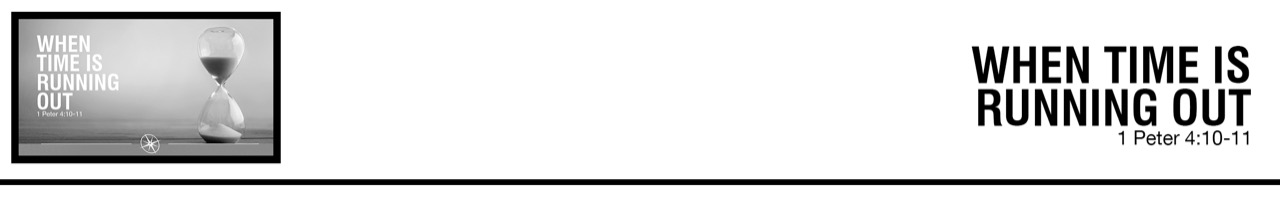 WHEN
TIME IS
RUNNING
OUT
1 Peter 4:10-11
WHEN TIME IS
RUNNING OUT
1 Peter 4:10-11